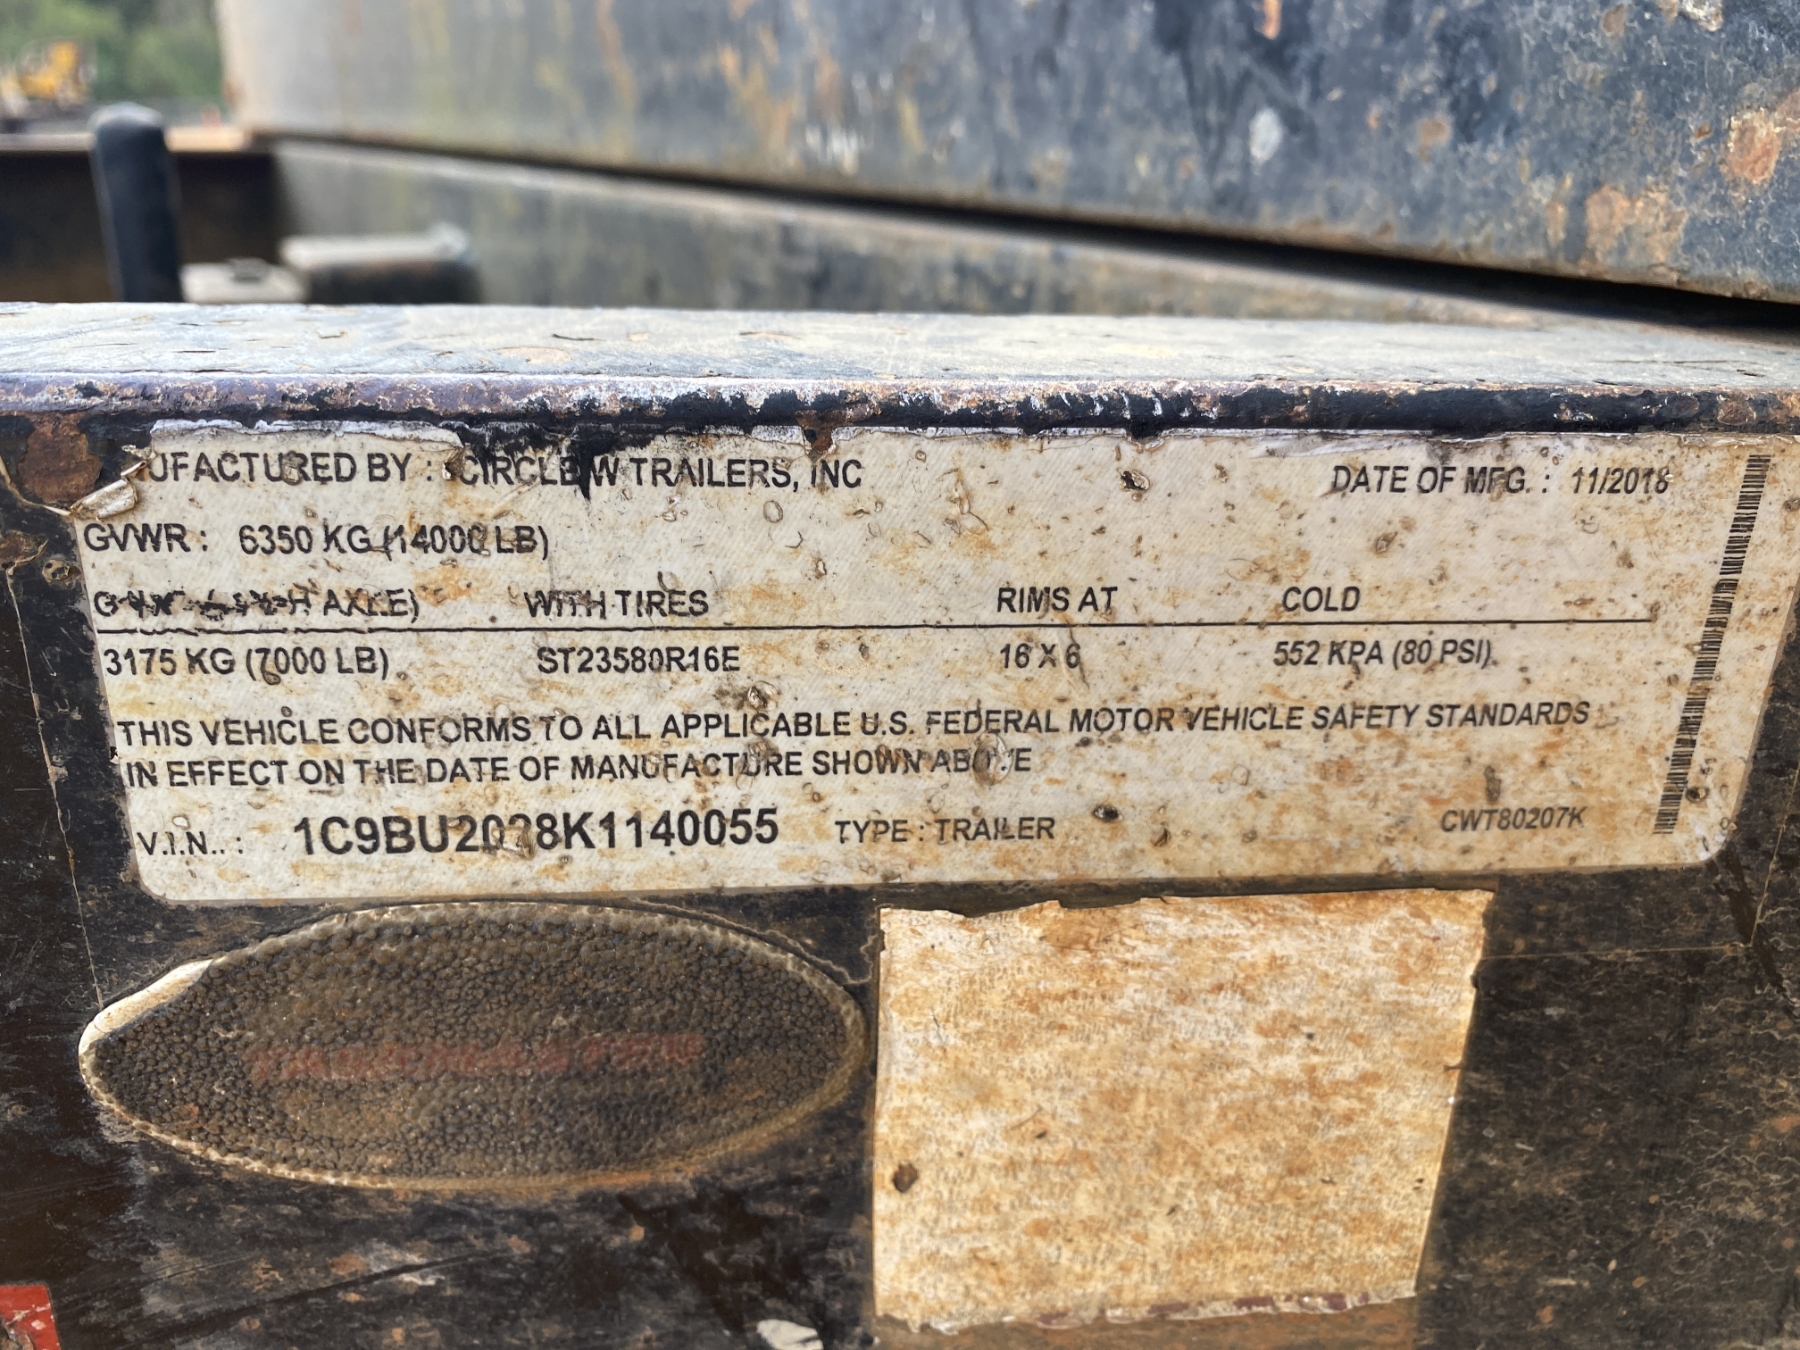 UFACTURED BY : CIRCLE W TRAILERS, INC DATE OF MFG. : 11/2018
GVWR : 6350 KG (14000 LB)
AXLE) WITH TIRES RIMS AT COLD
3175 KG (7000 LB) ST23580R16E 16 X 6 552 KPA (80 PSI)
THIS VEHICLE CONFORMS TO ALL APPLICABLE U.S. FEDERAL MOTOR VEHICLE SAFETY STANDARDS
IN EFFECT ON THE DATE OF MANUFACTURE SHOWN ABOVE
V.I.N.. : TYPE : TRAILER CWT80207K